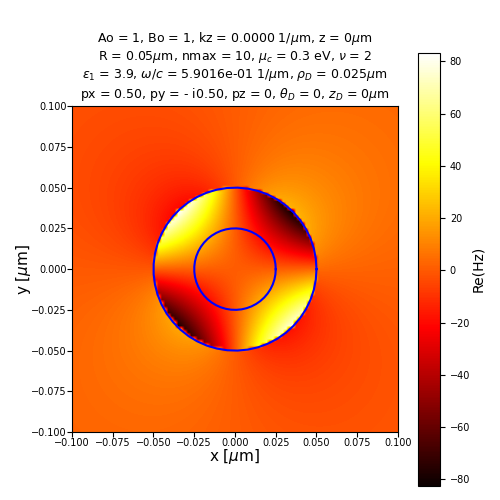 Ao = 1, Bo = 1, kz = 0.0000 1/μm, z = 0μm
R = 0.05μm, nmax = 10, μc = 0.3 eV, ν = 2
ε1 = 3.9, ω/c = 5.9016e-01 1/μm, ρD = 0.025μm
px = 0.50, py = - i0.50, pz = 0, θD = 0, zD = 0μm
0.100
0.075
0.050
0.025
0.000
−0.025
−0.050
−0.075
−0.100
y [μm]
−0.100 −0.075 −0.050 −0.025 0.000 0.025 0.050 0.075 0.100
x [μm]
80
60
40
20
0
−20
−40
−60
−80
Re(Hz)